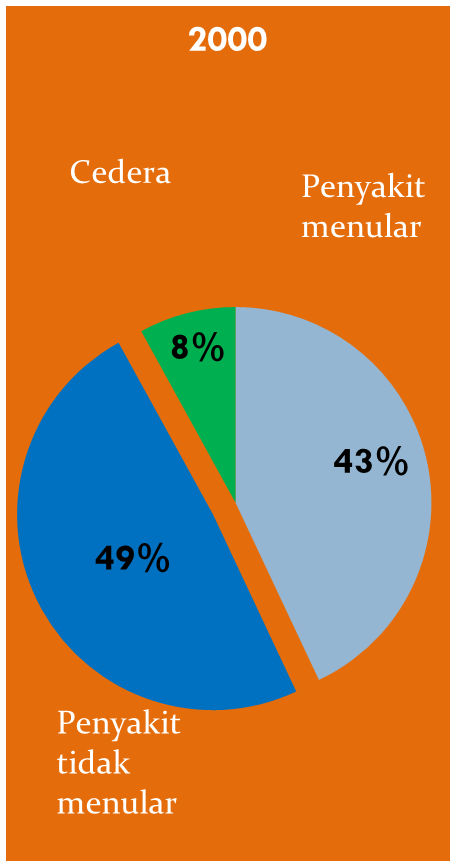 2000
Cedera
Penyakit
menular
8%
43%
49%
Penyakit
tidak
menular